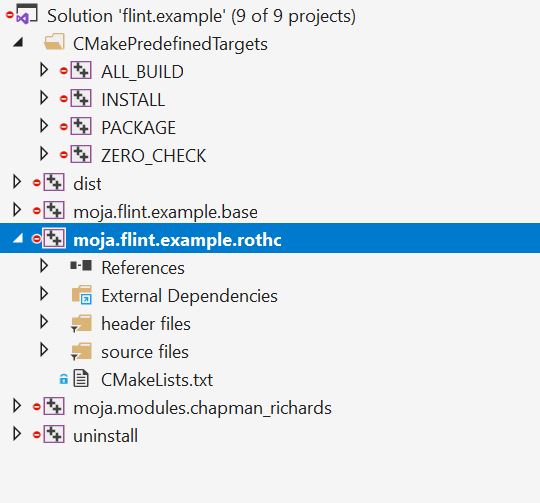 Solution 'flint.example' (9 of 9 projects)
CMakePredefinedTargets
ALL_BUILD
INSTALL
PACKAGE
ZERO_CHECK
dist
moja.flint.example.base
moja.flint.example.rothc
References
External Dependencies
header files
source files
CMakeLists.txt
moja.modules.chapman_richards
uninstall